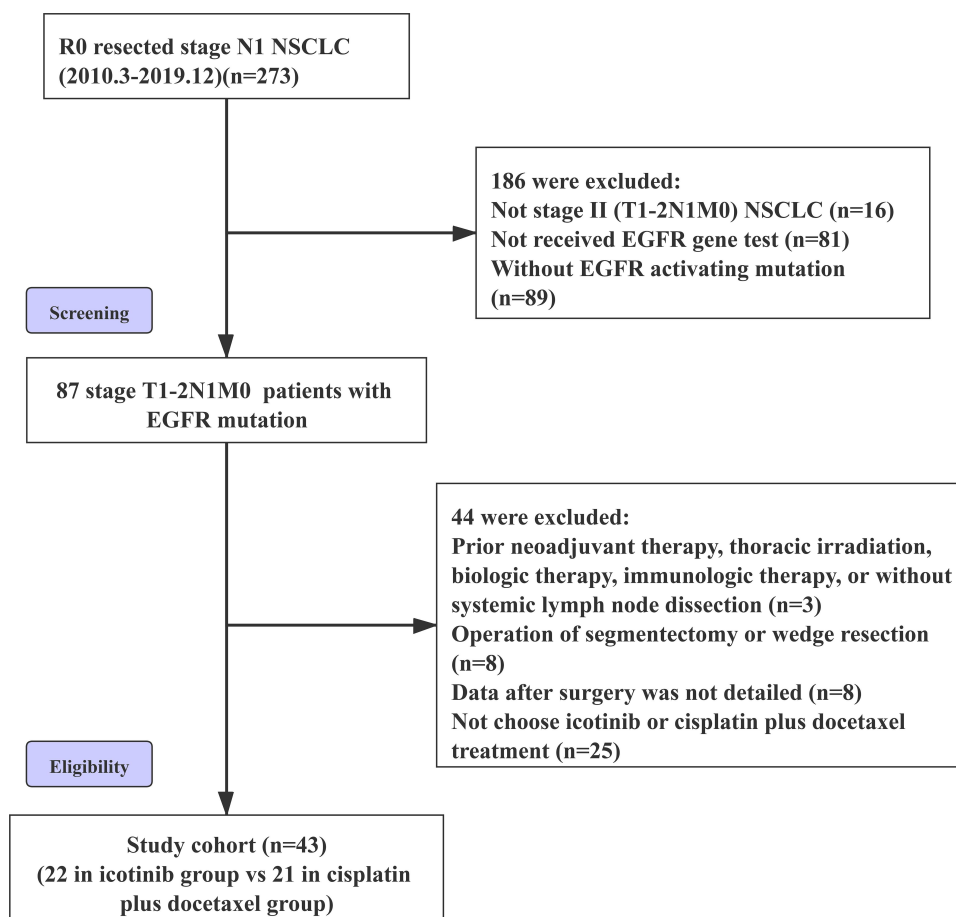 R0 resected stage N1 NSCLC
(2010.3-2019.12)(n=273)
186 were excluded:
Not stage II (T1-2N1M0) NSCLC (n=16)
Not received EGFR gene test (n=81)
Without EGFR activating mutation
(n=89)
Screening
87 stage T1-2N1M0 patients with
EGFR mutation
44 were excluded:
Prior neoadjuvant therapy, thoracic irradiation,
biologic therapy, immunologic therapy, or without
systemic lymph node dissection (n=3)
Operation of segmentectomy or wedge resection
(n=8)
Data after surgery was not detailed (n=8)
Not choose icotinib or cisplatin plus docetaxel
treatment (n=25)
Eligibility
Study cohort (n=43)
(22 in icotinib group vs 21 in cisplatin
plus docetaxel group)